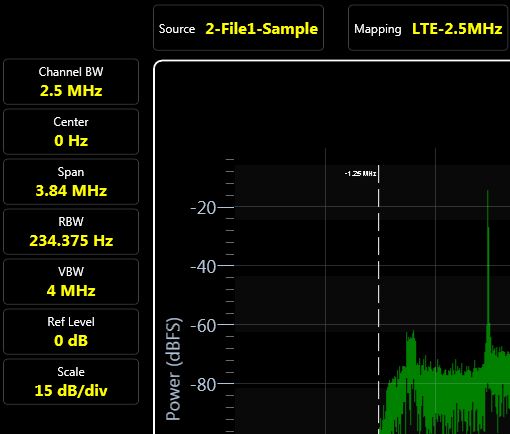 Source 2-File1-Sample
Mapping LTE-2.5MHz
Channel BW
2.5 MHz
Center
0 Hz
Span
3.84 MHz
RBW
234.375 Hz
VBW
4 MHz
Ref Level
0 dB
Scale
15 dB/div
-1.25 MHz
-20
-40
-60
-80
Power (dBFS)